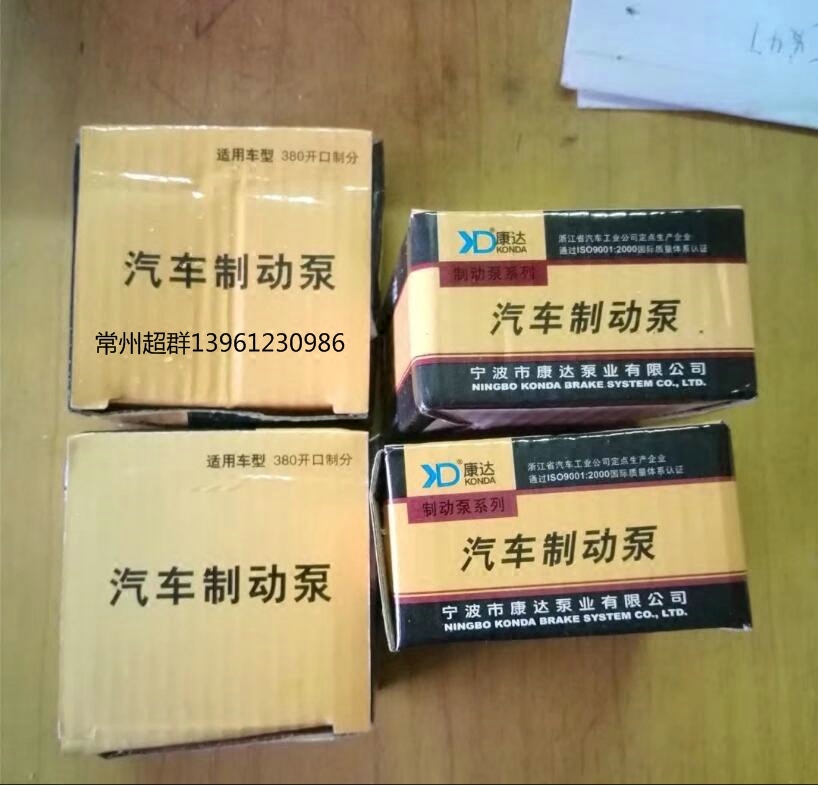 适用车型 380开口制分
汽车制动泵
常州超群13961230986
KD®康达
KONDA
浙江省汽车工业公司定点生产企业
通过ISO9001:2000国际质量体系认证
制动泵系列
汽车制动泵
宁波市康达泵业有限公司
NINGBO KONDA BRAKE SYSTEM CO., LTD.
适用车型 380开口制分
汽车制动泵
KD®康达
KONDA
浙江省汽车工业公司定点生产企业
通过ISO9001:2000国际质量体系认证
制动泵系列
汽车制动泵
宁波市康达泵业有限公司
NINGBO KONDA BRAKE SYSTEM CO., LTD.